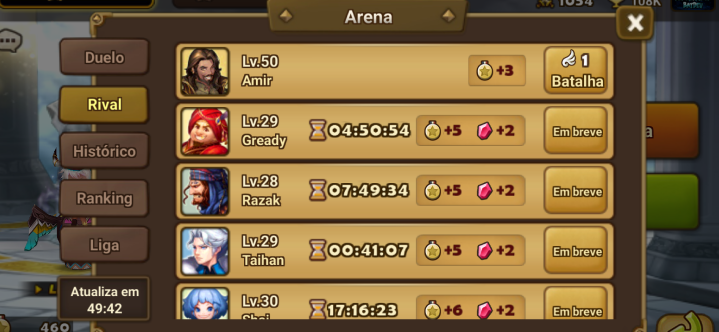 Arena
Duelo
Rival
Histórico
Ranking
Liga
Atualiza em
49:42
Lv.50
Amir
+3
1
Batalha
Lv.29
Gready
04:50:54
+5
+2
Em breve
Lv.28
Razak
07:49:34
+5
+2
Em breve
Lv.29
Taihan
00:41:07
+5
+2
Em breve
Lv.30
Shai
17:16:23
+6
+2
Em breve
460